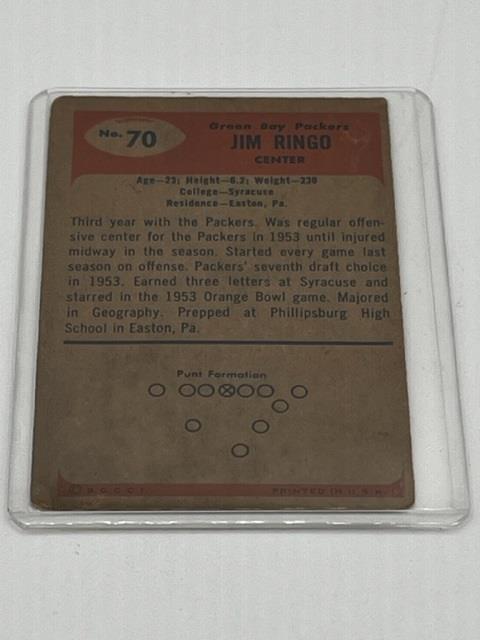 No. 70
Green Bay Packers
JIM RINGO
CENTER
Age—23; Height—6.2; Weight—230
College—Syracuse
Residence—Easton, Pa.
Third year with the Packers. Was regular offen-
sive center for the Packers in 1953 until injured
midway in the season. Started every game last
season on offense. Packers' seventh draft choice
in 1953. Earned three letters at Syracuse and
starred in the 1953 Orange Bowl game. Majored
in Geography. Prepped at Phillipsburg High
School in Easton, Pa.
Punt Formation
© B.G.C.C.I.
PRINTED IN U.S.A.